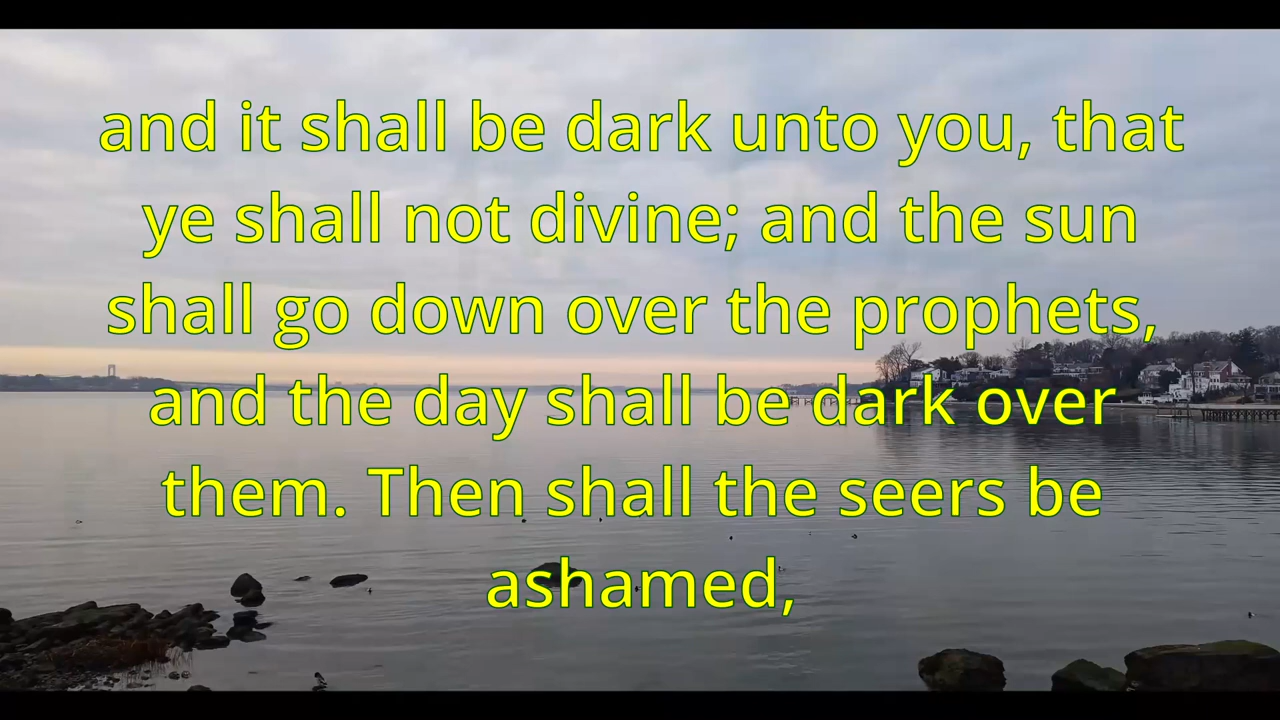 and it shall be dark unto you, that
ye shall not divine; and the sun
shall go down over the prophets,
and the day shall be dark over
them. Then shall the seers be
ashamed,